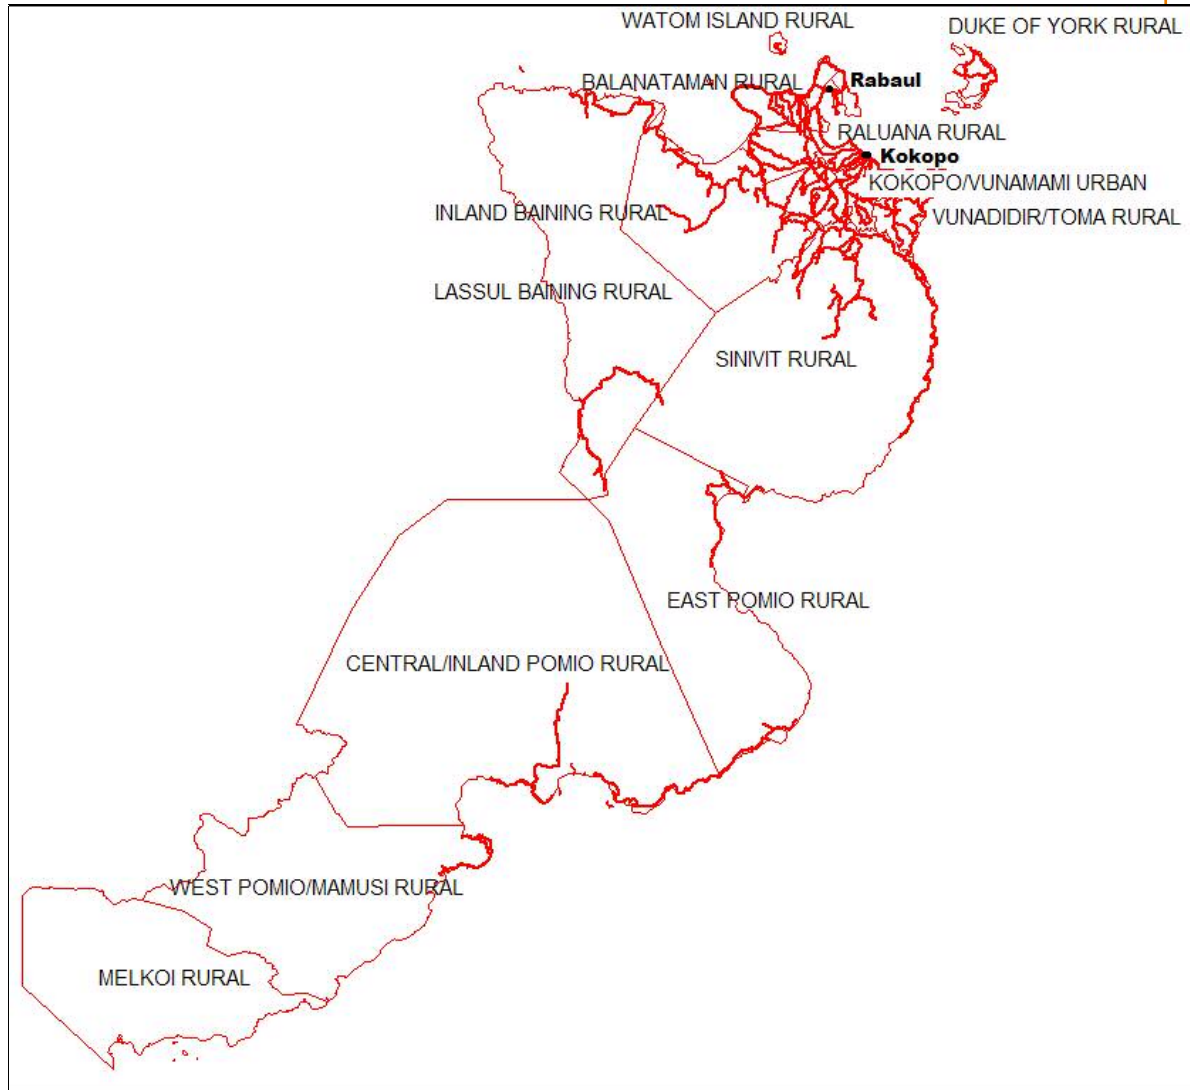 WATOM ISLAND RURAL
DUKE OF YORK RURAL
BALANATAMAN RURAL
Rabaul
RALUANA RURAL
Kokopo
KOKOPO/VUNAMAMI URBAN
INLAND BAINING RURAL
VUNADIDIR/TOMA RURAL
LASSUL BAINING RURAL
SINIVIT RURAL
EAST POMIO RURAL
CENTRAL/INLAND POMIO RURAL
WEST POMIO/MAMUSI RURAL
MELKOI RURAL